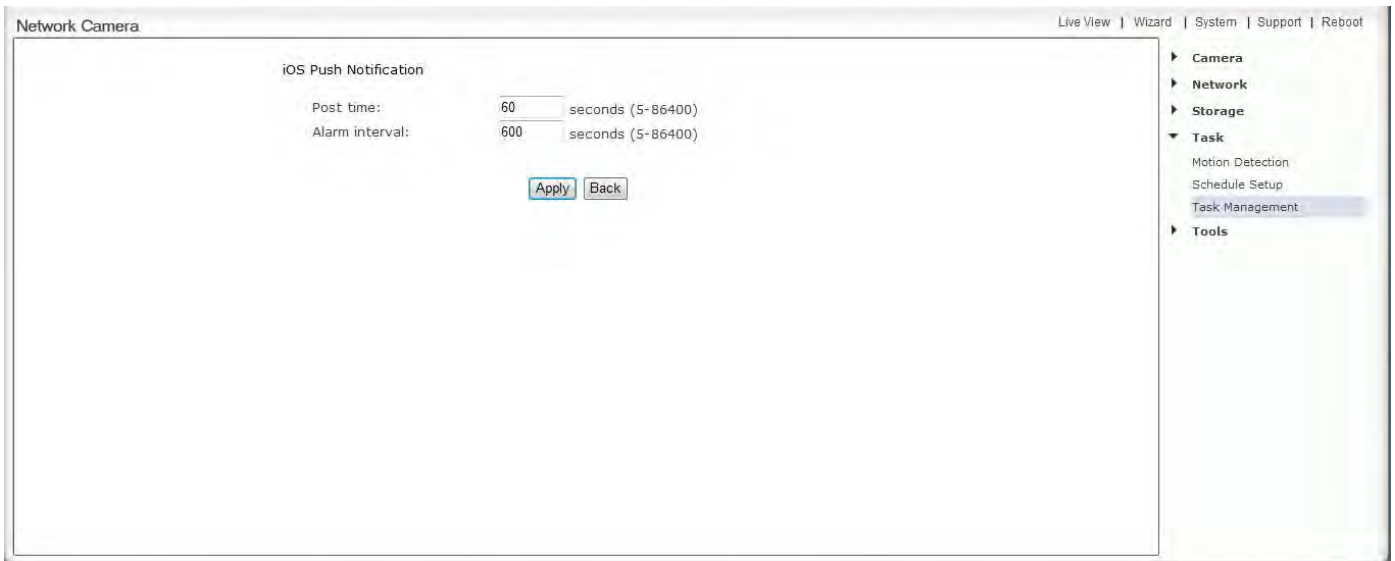 Network Camera
Live View | Wizard | System | Support | Reboot
iOS Push Notification
Post time: 60 seconds (5-86400)
Alarm interval: 600 seconds (5-86400)
Apply Back
Camera
Network
Storage
Task
Motion Detection
Schedule Setup
Task Management
Tools